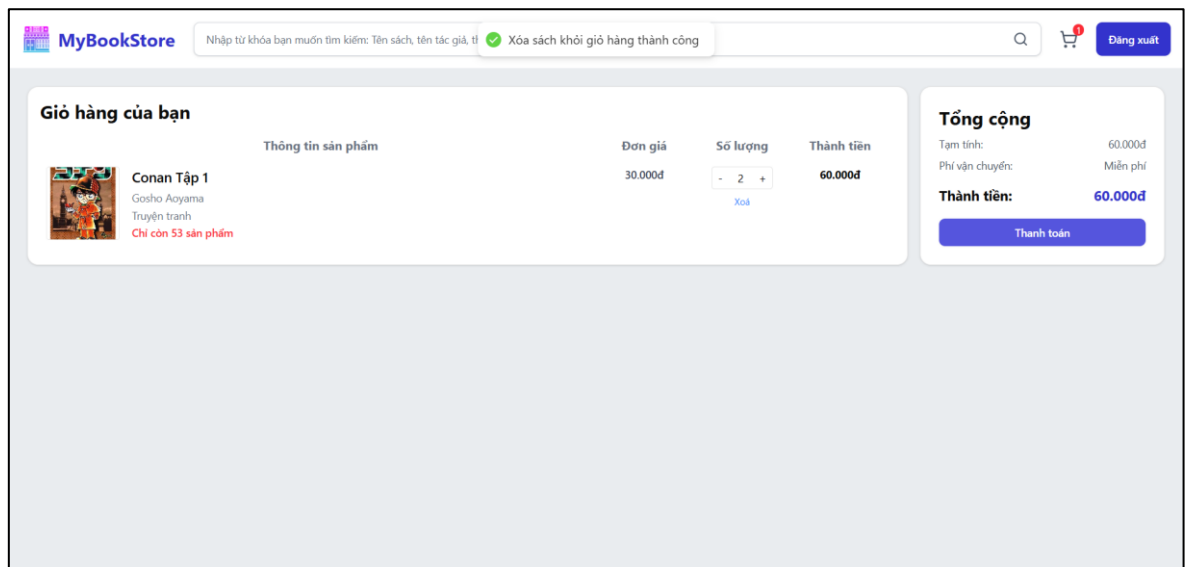 MyBookStore
Nhập từ khóa bạn muốn tìm kiếm: Tên sách, tên tác giả,
Xóa sách khỏi giỏ hàng thành công
1
Đăng xuất
Giỏ hàng của bạn
Thông tin sản phẩm Đơn giá Số lượng Thành tiền
Conan Tập 1 30.000đ - 2 + 60.000đ
Gosho Aoyama Xoá
Truyện tranh
Chỉ còn 53 sản phẩm
Tổng cộng
Tạm tính: 60.000đ
Phí vận chuyển: Miễn phí
Thành tiền: 60.000đ
Thanh toán